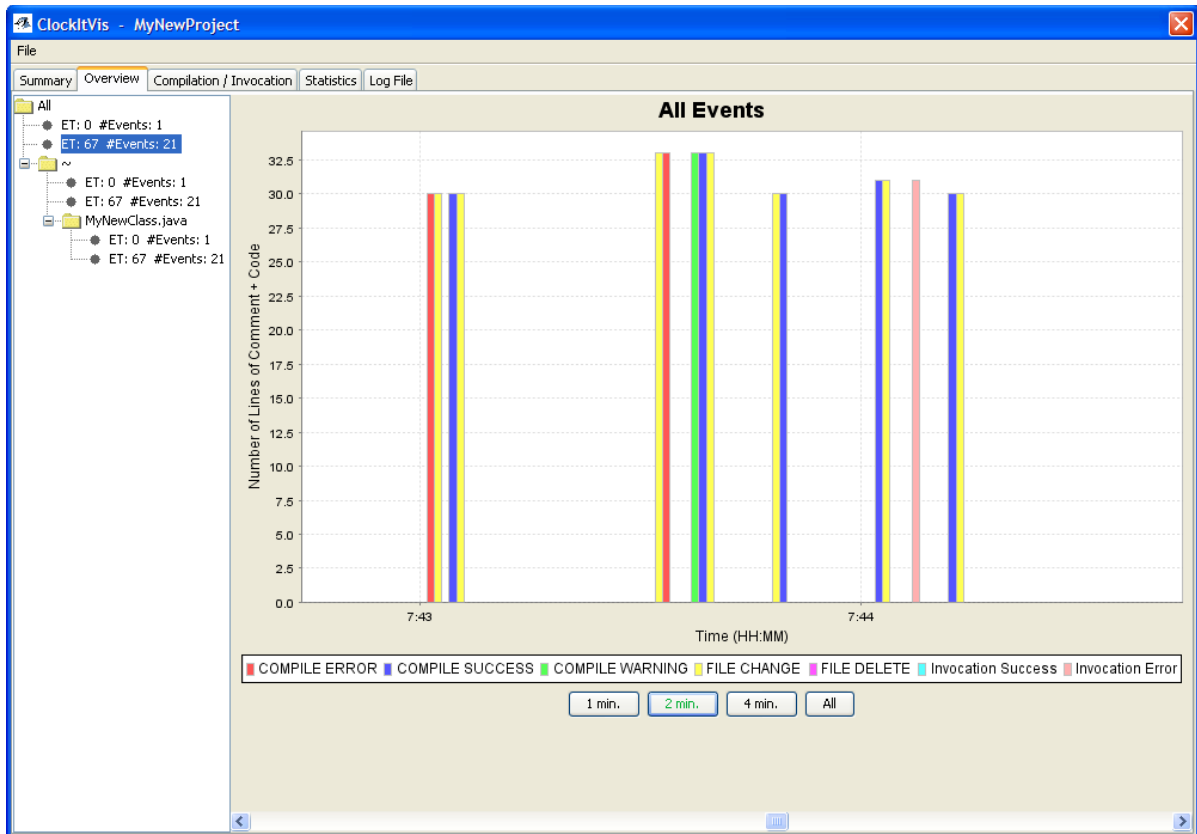 ClockItVis - MyNewProject
File
Summary Overview Compilation / Invocation Statistics Log File
All
ET: 0 #Events: 1
ET: 67 #Events: 21
~
ET: 0 #Events: 1
ET: 67 #Events: 21
MyNewClass.java
ET: 0 #Events: 1
ET: 67 #Events: 21
All Events
Number of Lines of Comment + Code
32.5
30.0
27.5
25.0
22.5
20.0
17.5
15.0
12.5
10.0
7.5
5.0
2.5
0.0
7:43 7:44
Time (HH:MM)
COMPILE ERROR COMPILE SUCCESS COMPILE WARNING FILE CHANGE FILE DELETE Invocation Success Invocation Error
1 min. 2 min. 4 min. All